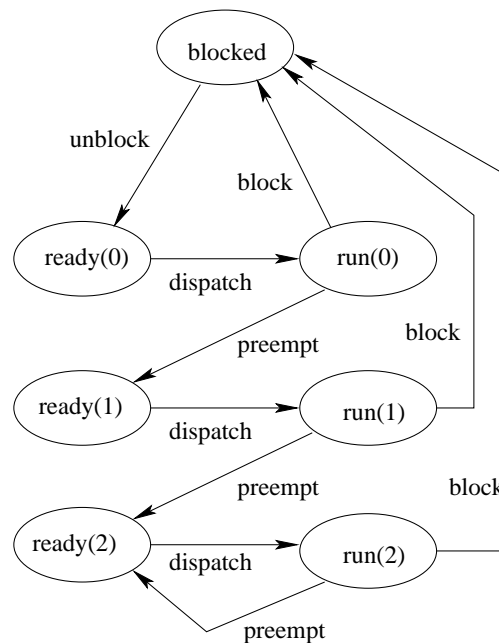 blocked
unblock
block
ready(0)
run(0)
dispatch
preempt
block
ready(1)
run(1)
dispatch
preempt
block
ready(2)
run(2)
dispatch
preempt